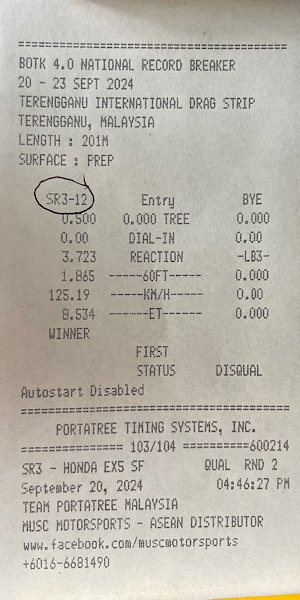 ========================================
BOTK 4.0 NATIONAL RECORD BREAKER
20 - 23 SEPT 2024
TERENGGANU INTERNATIONAL DRAG STRIP
TERENGGANU, MALAYSIA
LENGTH : 201M
SURFACE : PREP
SR3-12 Entry BYE
0.500 0.000 TREE 0.000
0.00 DIAL-IN 0.00
3.723 REACTION -LB3-
1.865 -----60FT----- 0.000
125.19 ------KM/H----- 0.00
8.534 ------ET------ 0.000
WINNER
FIRST
STATUS DISQUAL
Autostart Disabled
========================================
PORTATREE TIMING SYSTEMS, INC.
=============== 103/104 ==========600214
SR3 - HONDA EX5 SF QUAL RND 2
September 20, 2024 04:46:27 PM
TEAM PORTATREE MALAYSIA
MUSC MOTORSPORTS - ASEAN DISTRIBUTOR
www.facebook.com/muscmotorsports
+6016-6681490